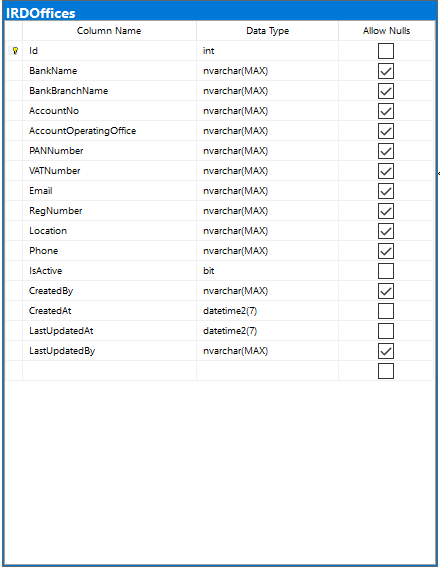 IRDOffices
Column Name Data Type Allow Nulls
Id int
BankName nvarchar(MAX)
BankBranchName nvarchar(MAX)
AccountNo nvarchar(MAX)
AccountOperatingOffice nvarchar(MAX)
PANNumber nvarchar(MAX)
VATNumber nvarchar(MAX)
Email nvarchar(MAX)
RegNumber nvarchar(MAX)
Location nvarchar(MAX)
Phone nvarchar(MAX)
IsActive bit
CreatedBy nvarchar(MAX)
CreatedAt datetime2(7)
LastUpdatedAt datetime2(7)
LastUpdatedBy nvarchar(MAX)